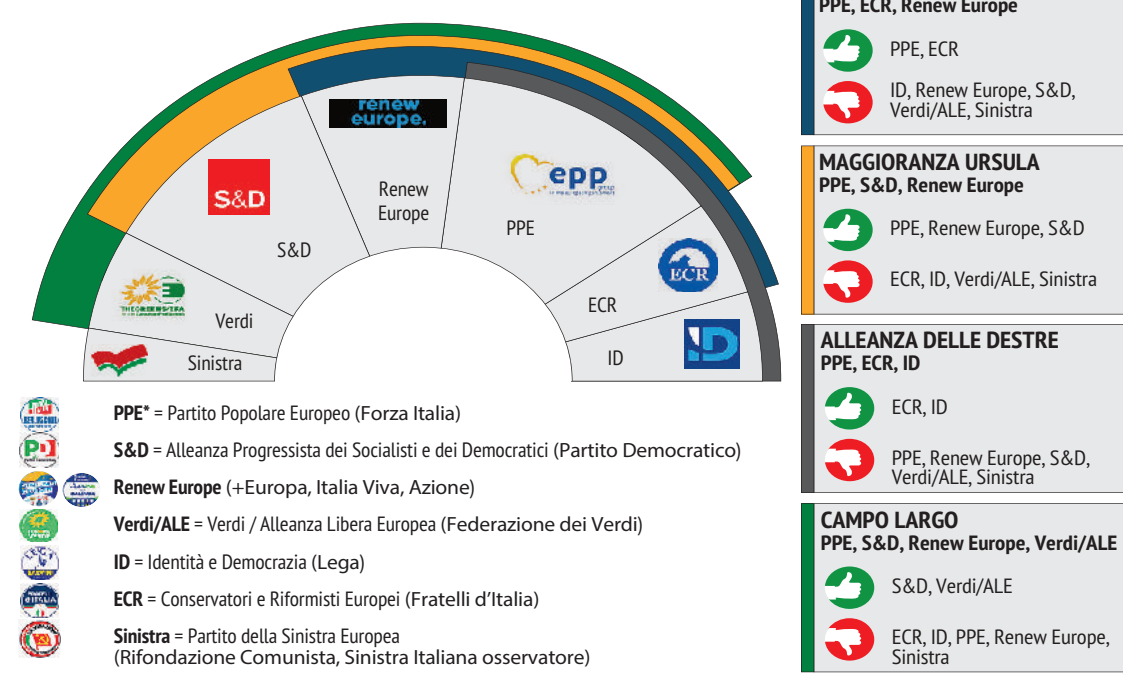 renew
europe.
epp
group
S&D
Renew
Europe
PPE
S&D
ECR
ECR
Verdi
ID
Sinistra
PPE* = Partito Popolare Europeo (Forza Italia)
S&D = Alleanza Progressista dei Socialisti e dei Democratici (Partito Democratico)
Renew Europe (+Europa, Italia Viva, Azione)
Verdi/ALE = Verdi / Alleanza Libera Europea (Federazione dei Verdi)
ID = Identità e Democrazia (Lega)
ECR = Conservatori e Riformisti Europei (Fratelli d'Italia)
Sinistra = Partito della Sinistra Europea
(Rifondazione Comunista, Sinistra Italiana osservatore)
PPE, ECR, Renew Europe
PPE, ECR
ID, Renew Europe, S&D,
Verdi/ALE, Sinistra
MAGGIORANZA URSULA
PPE, S&D, Renew Europe
PPE, Renew Europe, S&D
ECR, ID, Verdi/ALE, Sinistra
ALLEANZA DELLE DESTRE
PPE, ECR, ID
ECR, ID
PPE, Renew Europe, S&D,
Verdi/ALE, Sinistra
CAMPO LARGO
PPE, S&D, Renew Europe, Verdi/ALE
S&D, Verdi/ALE
ECR, ID, PPE, Renew Europe,
Sinistra